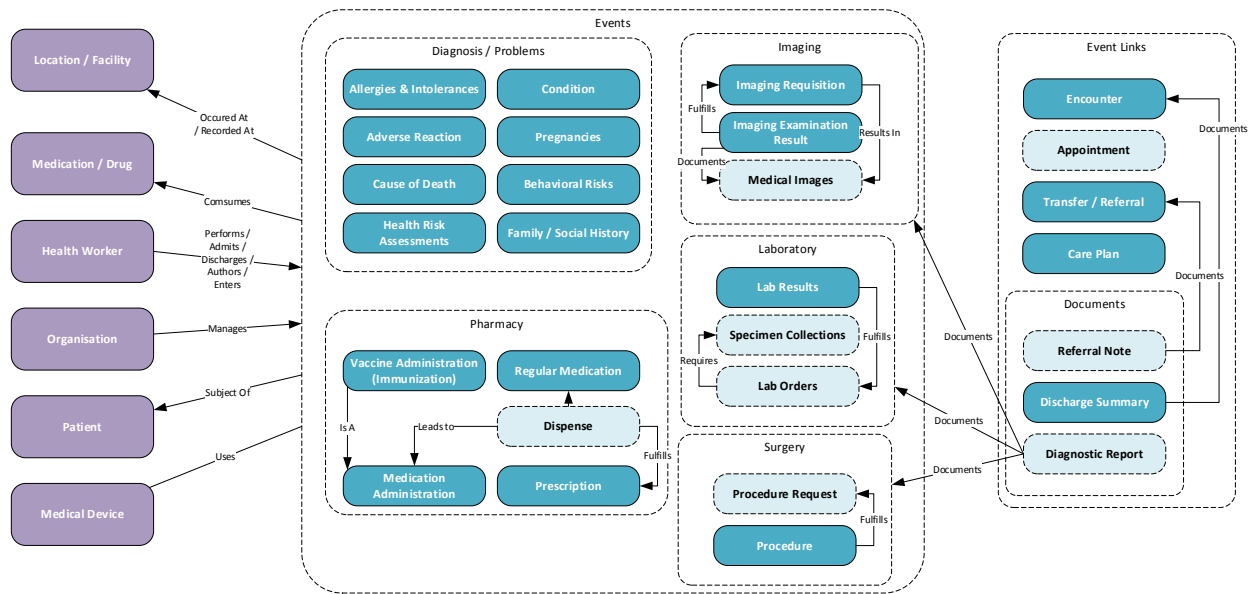 Location / Facility
Medication / Drug
Health Worker
Organisation
Patient
Medical Device
Occured At
/ Recorded At
Comsumes
Performs /
Admits /
Discharges /
Authors /
Enters
Manages
Subject Of
Uses
Events
Diagnosis / Problems
Allergies & Intolerances
Condition
Adverse Reaction
Pregnancies
Cause of Death
Behavioral Risks
Health Risk
Assessments
Family / Social History
Pharmacy
Vaccine Administration
(Immunization)
Regular Medication
Dispense
Is A
Leads to
Fulfills
Medication
Administration
Prescription
Imaging
Imaging Requisition
Fulfills
Imaging Examination
Result
Results In
Documents
Medical Images
Laboratory
Lab Results
Specimen Collections
Fulfills
Requires
Lab Orders
Surgery
Procedure Request
Fulfills
Procedure
Documents
Documents
Documents
Event Links
Encounter
Documents
Appointment
Transfer / Referral
Care Plan
Documents
Documents
Referral Note
Discharge Summary
Diagnostic Report